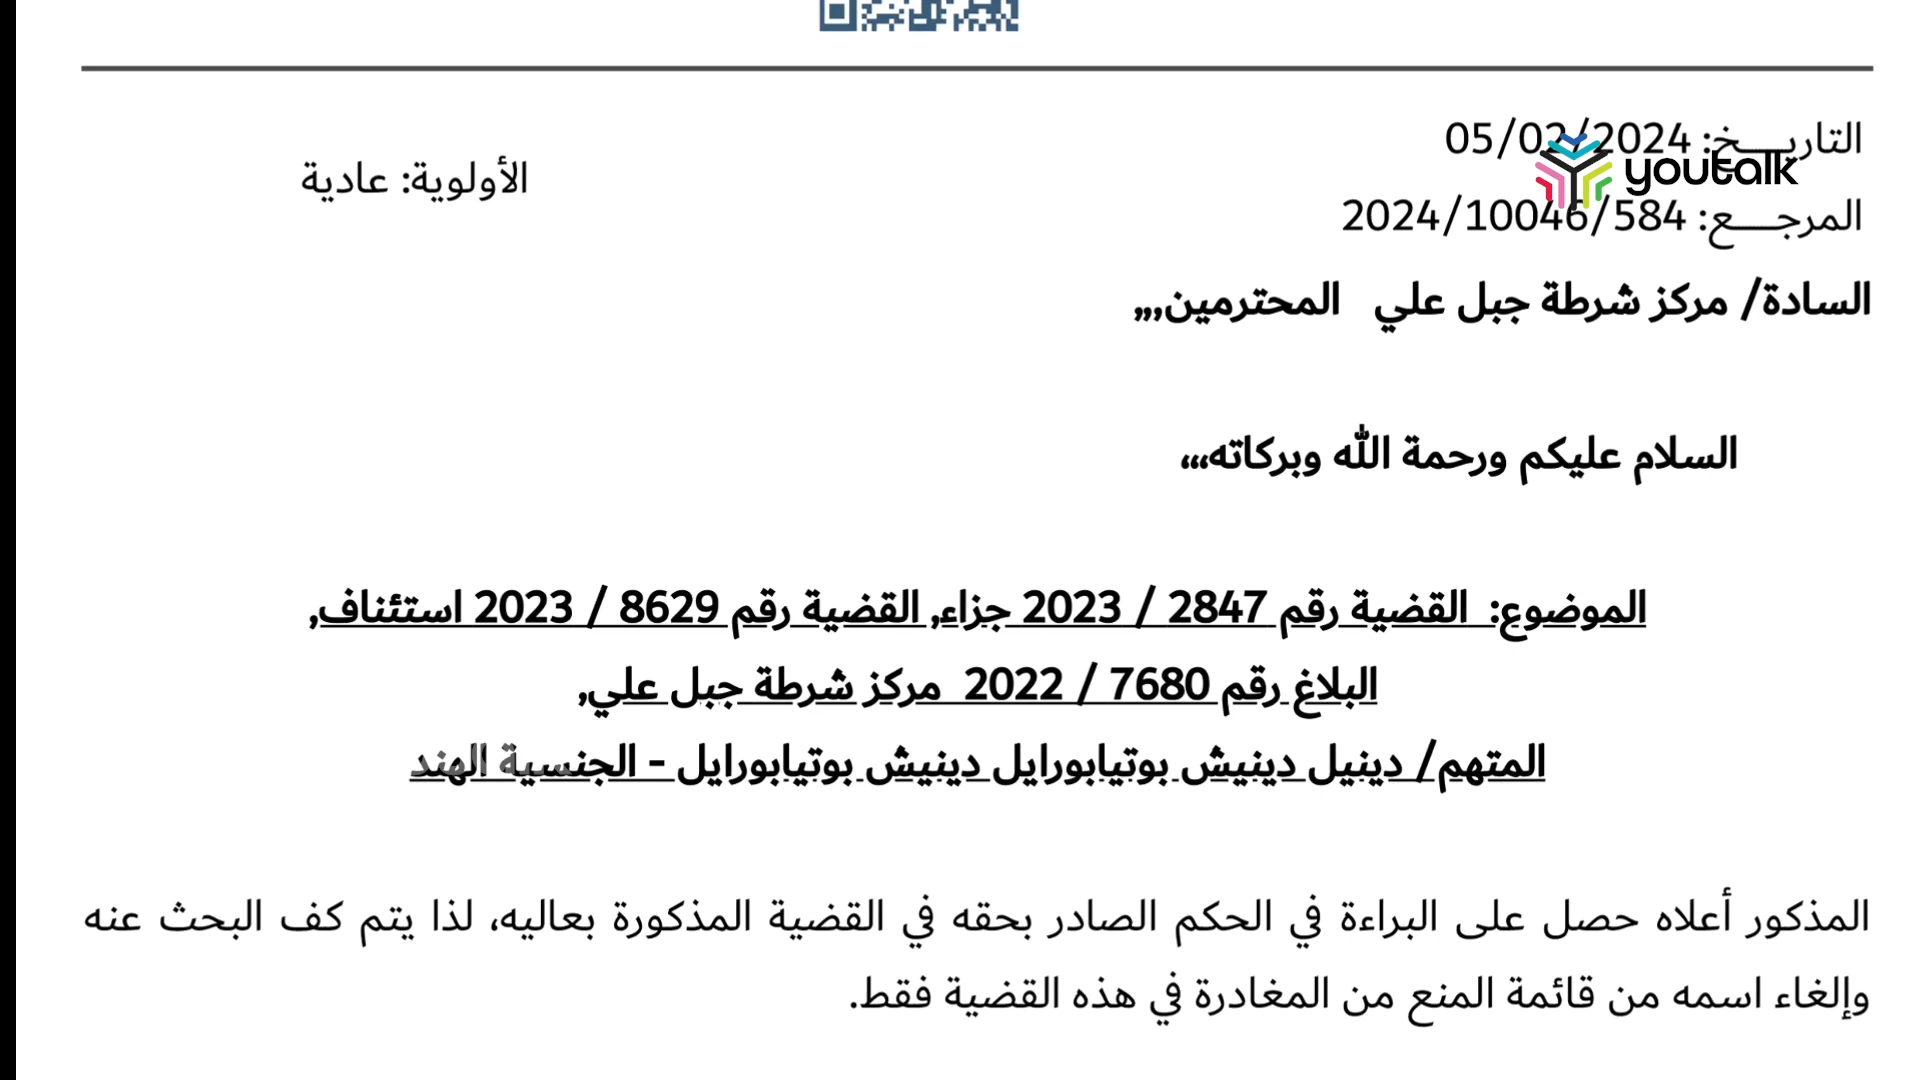 التاريـــخ: 05/02/2024
youtalk
الأولوية: عادية
المرجـــع: 2024/10046/584
السادة/ مركز شرطة جبل علي المحترمين,,,
السلام عليكم ورحمة الله وبركاته،،،
الموضوع: القضية رقم 2847 / 2023 جزاء, القضية رقم 8629 / 2023 استئناف,
البلاغ رقم 7680 / 2022 مركز شرطة جبل علي,
المتهم/ دينيل دينيش بوتيابورايل دينيش بوتيابورايل - الجنسية الهند
المذكور أعلاه حصل على البراءة في الحكم الصادر بحقه في القضية المذكورة بعاليه، لذا يتم كف البحث عنه
وإلغاء اسمه من قائمة المنع من المغادرة في هذه القضية فقط.